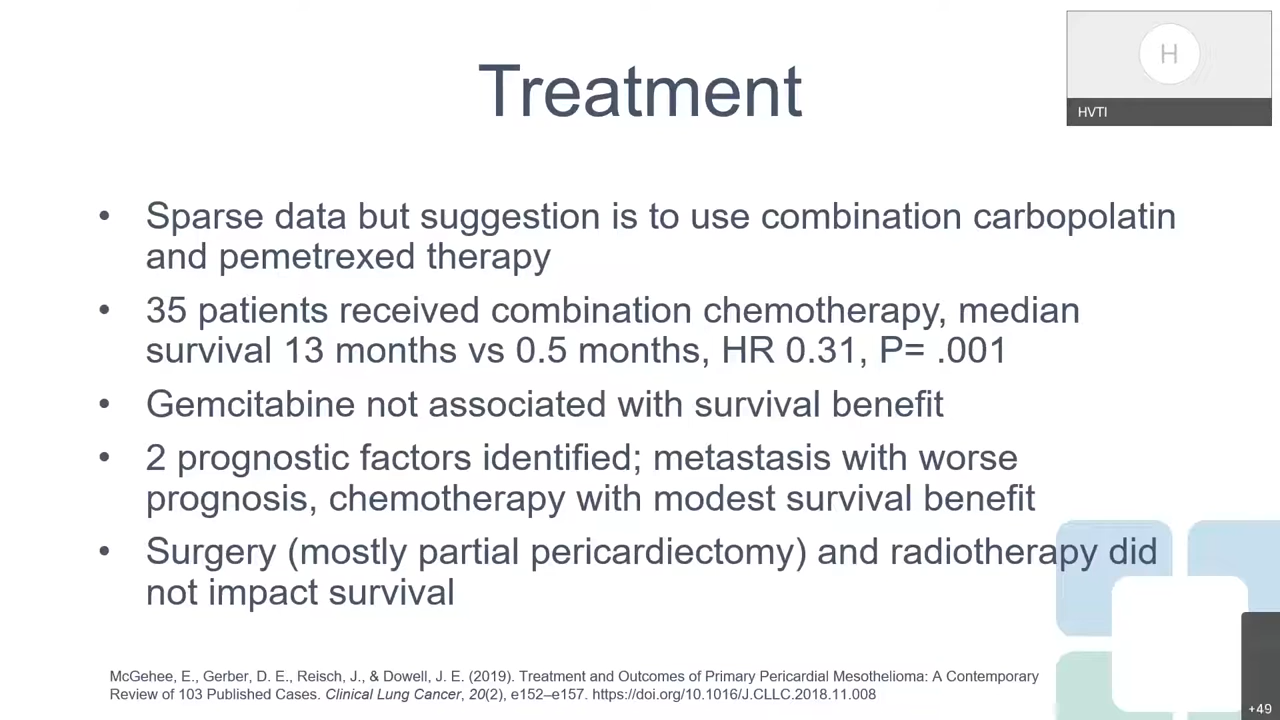 Treatment
H
HVTI
• Sparse data but suggestion is to use combination carbopolatin
and pemetrexed therapy
• 35 patients received combination chemotherapy, median
survival 13 months vs 0.5 months, HR 0.31, P= .001
• Gemcitabine not associated with survival benefit
• 2 prognostic factors identified; metastasis with worse
prognosis, chemotherapy with modest survival benefit
• Surgery (mostly partial pericardiectomy) and radiotherapy did
not impact survival
McGehee, E., Gerber, D. E., Reisch, J., & Dowell, J. E. (2019). Treatment and Outcomes of Primary Pericardial Mesothelioma: A Contemporary
Review of 103 Published Cases. Clinical Lung Cancer, 20(2), e152–e157. https://doi.org/10.1016/J.CLLC.2018.11.008
+49